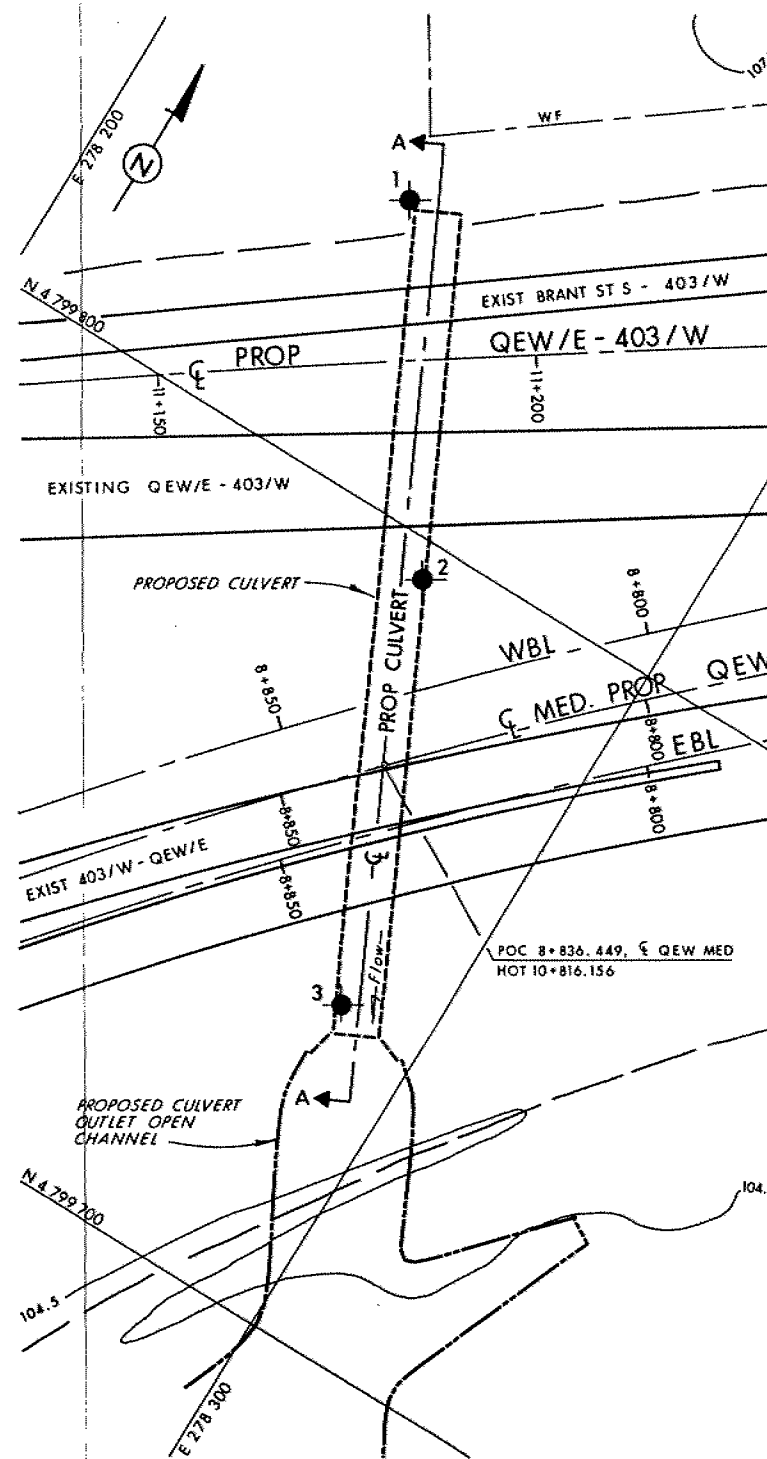 E 278 200
N
A
1
WF
107.
N 4 799 800
EXIST BRANT ST S - 403/W
℄ PROP QEW/E - 403/W
11+150
11+200
EXISTING QEW/E - 403/W
2
PROPOSED CULVERT
PROP CULVERT
8+800
WBL
8+850
℄ MED. PROP QEW
8+800
EBL
8+800
8+850
EXIST 403/W - QEW/E
8+850
℄
POC 8+836.449, ℄ QEW MED
HOT 10+816.156
Flow
3
A
PROPOSED CULVERT
OUTLET OPEN
CHANNEL
N 4 799 700
104.
104.5
E 278 300